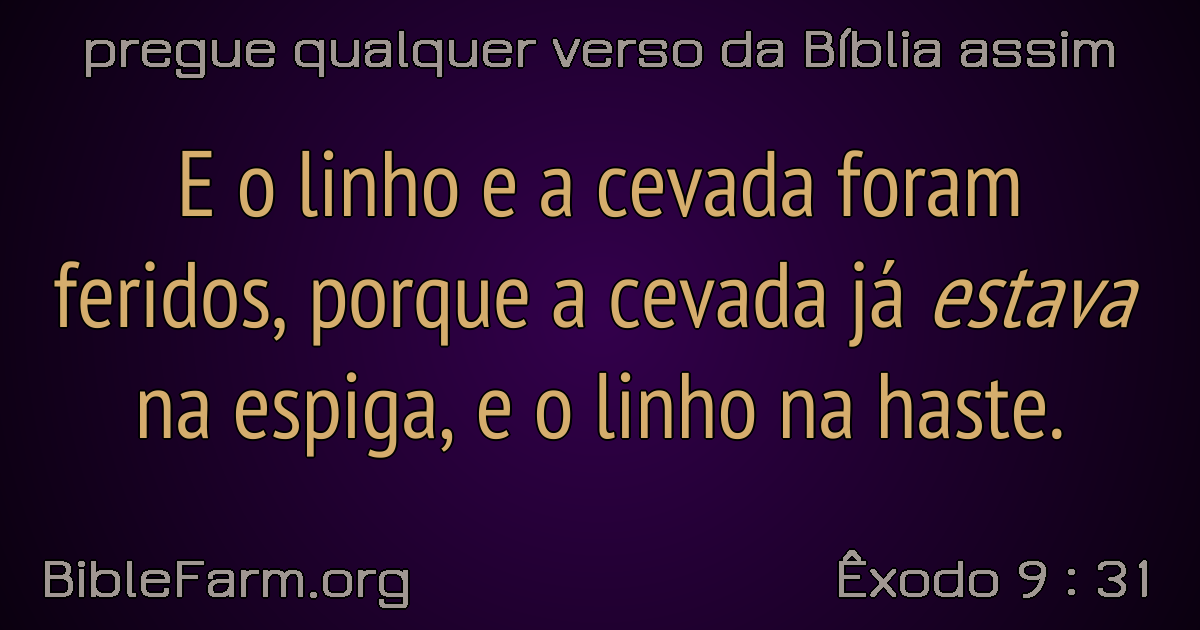 pregue qualquer verso da Bíblia assim
E o linho e a cevada foram
feridos, porque a cevada já estava
na espiga, e o linho na haste.
BibleFarm.org
Êxodo 9 : 31